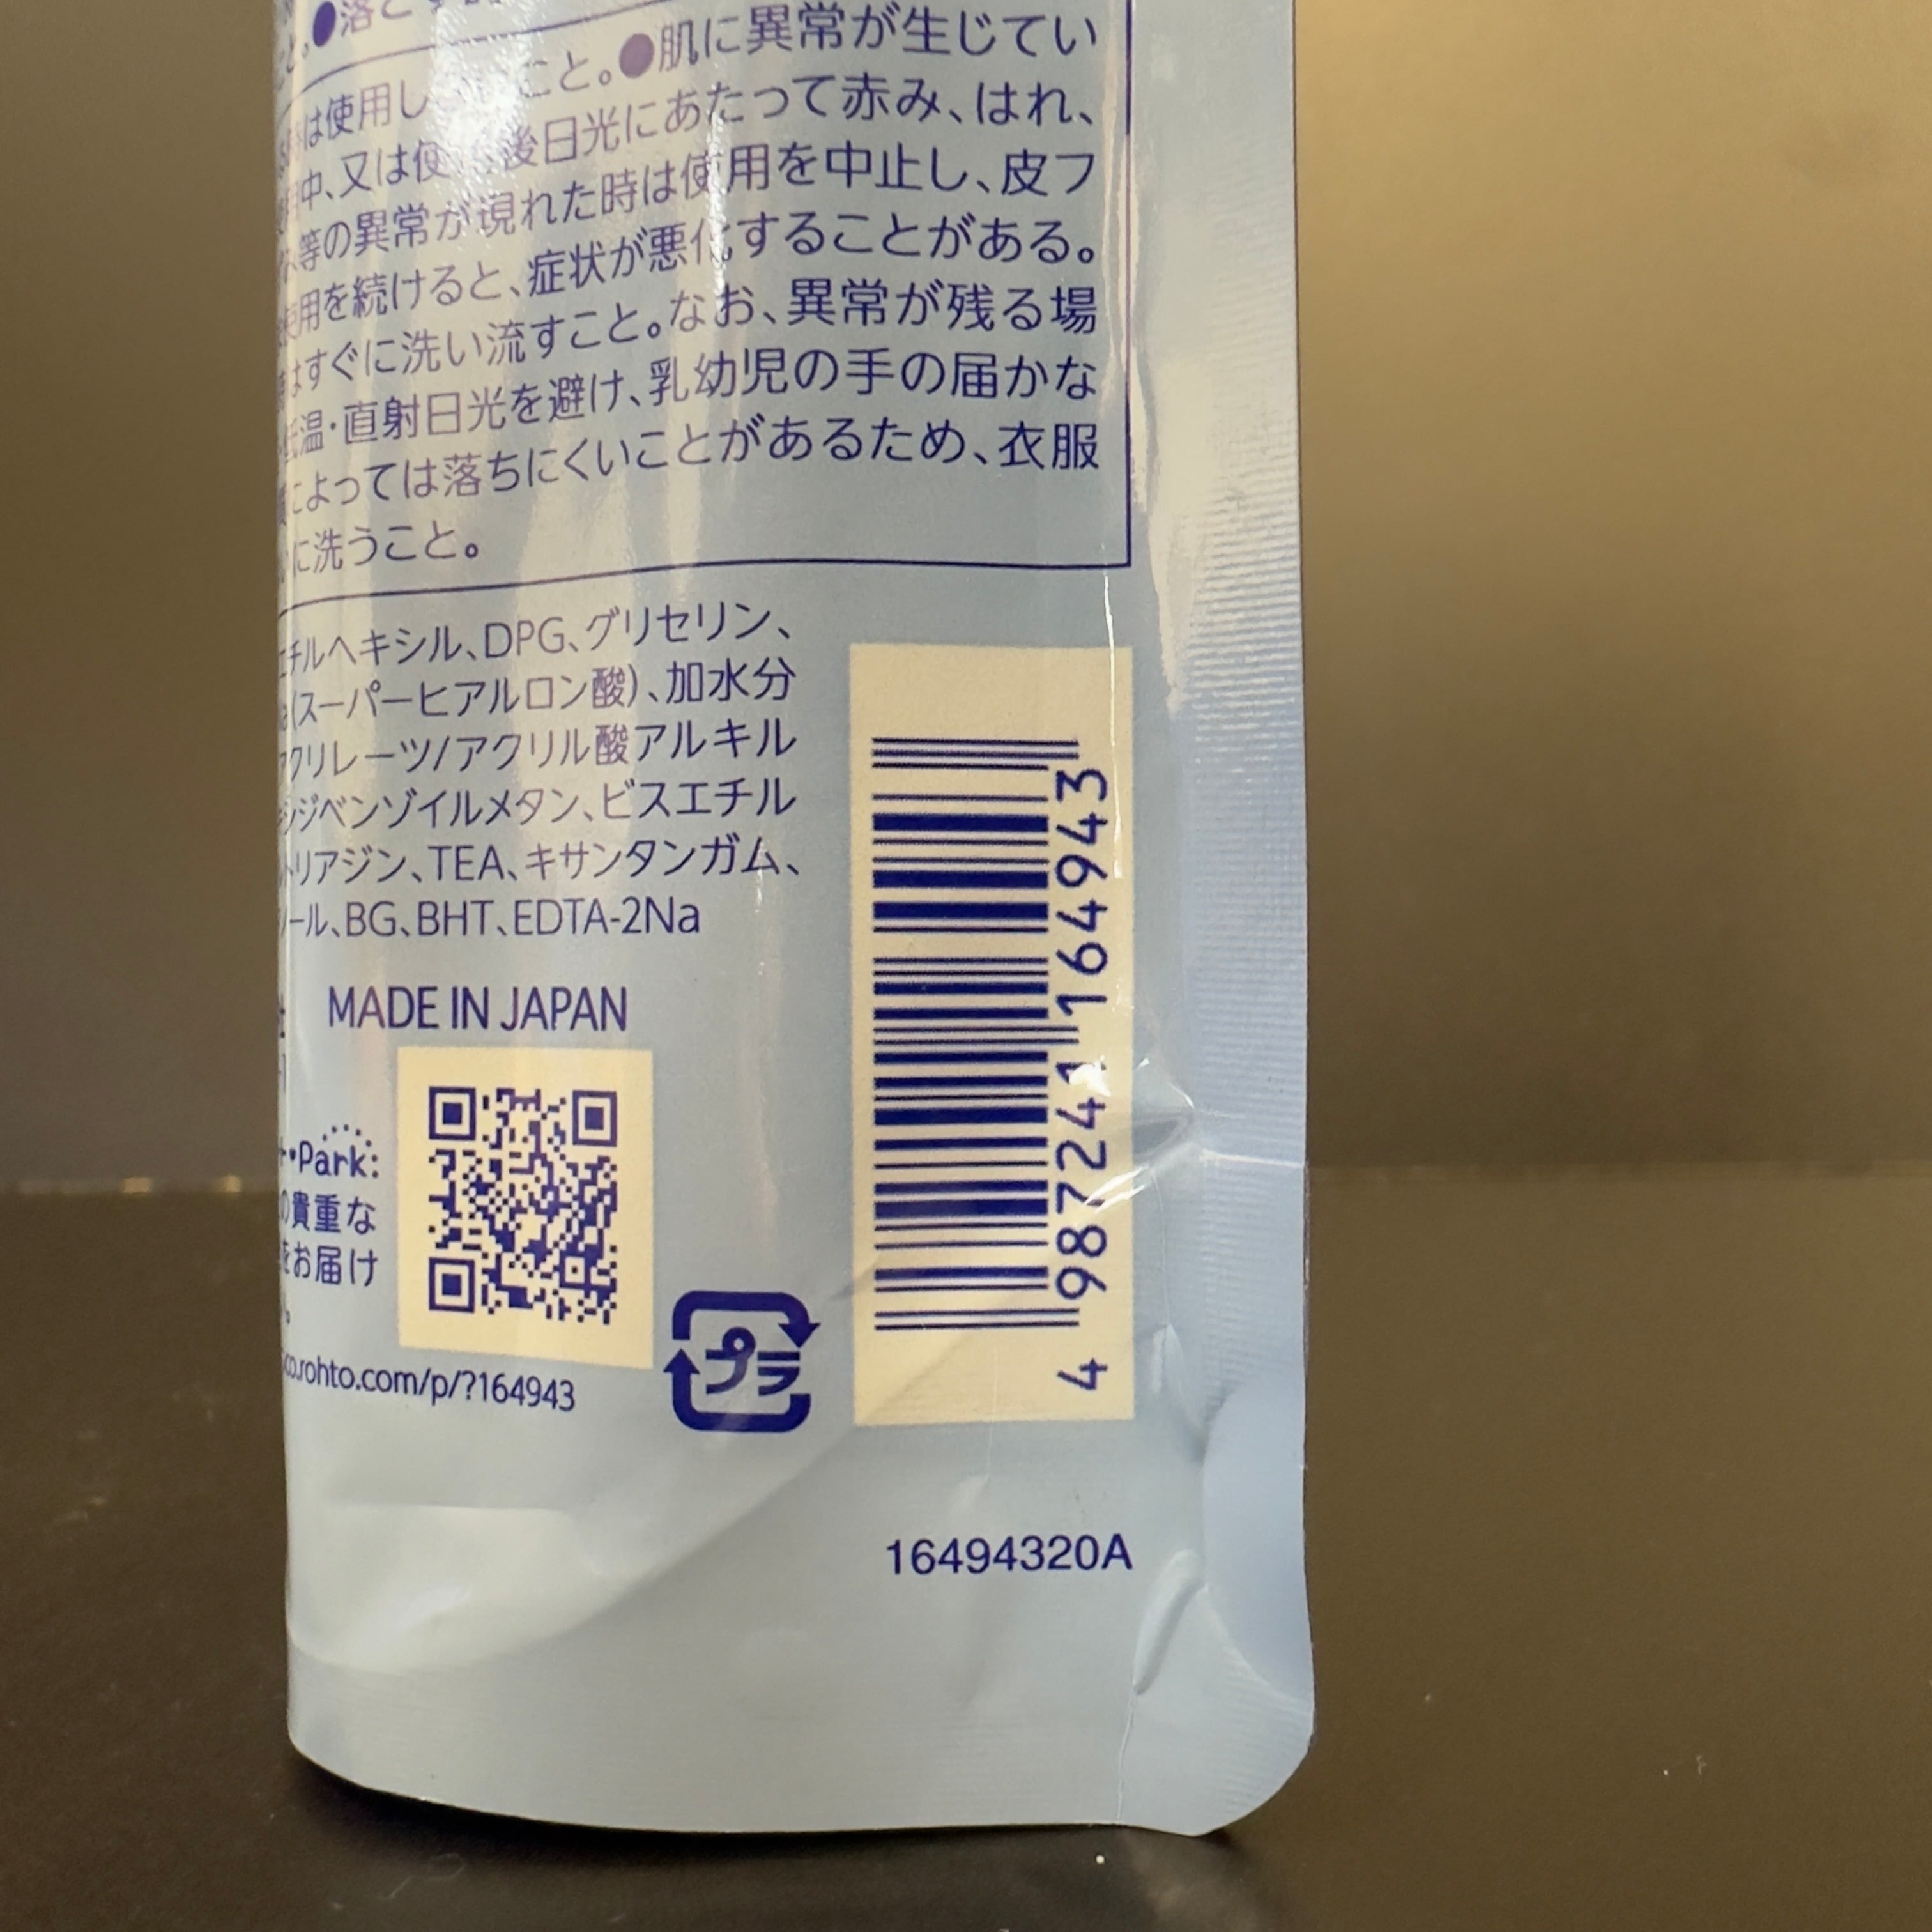 ●落とす
は使用し こと。●肌に異常が生じてい
中、又は使 後日光にあたって赤み、はれ、
等の異常が現れた時は使用を中止し、皮フ
使用を続けると、症状が悪化することがある。
はすぐに洗い流すこと。なお、異常が残る場
低温・直射日光を避け、乳幼児の手の届かな
によっては落ちにくいことがあるため、衣服
に洗うこと。
エチルヘキシル、DPG、グリセリン、
(スーパーヒアルロン酸)、加水分
アクリレーツ/アクリル酸アルキル
シジベンゾイルメタン、ビスエチル
トリアジン、TEA、キサンタンガム、
ール、BG、BHT、EDTA-2Na
MADE IN JAPAN
Park:
の貴重な
をお届け
。
co.rohto.com/p/?164943
プラ
4 987241 164943
16494320A